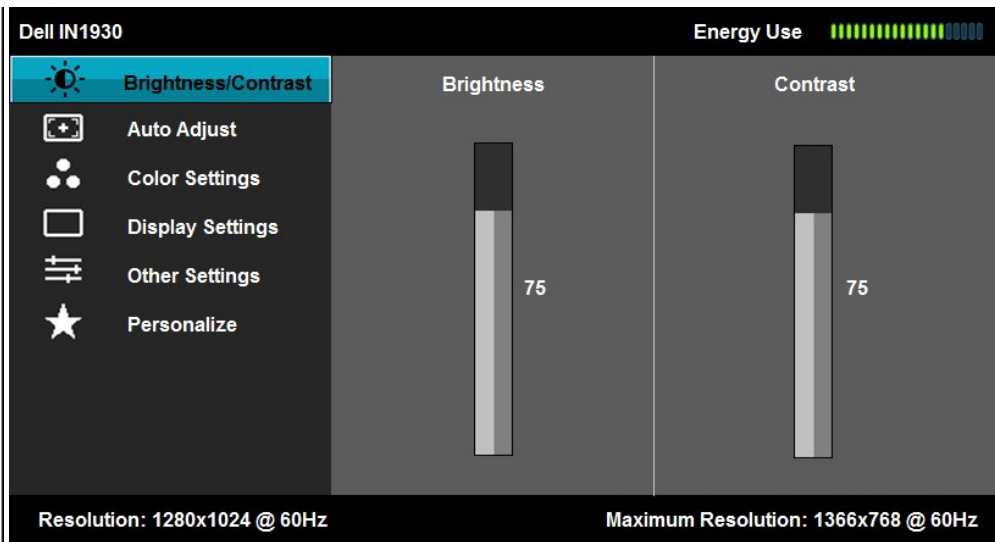 Dell IN1930
Energy Use
Brightness/Contrast
Auto Adjust
Color Settings
Display Settings
Other Settings
Personalize
Brightness
75
Contrast
75
Resolution: 1280x1024 @ 60Hz
Maximum Resolution: 1366x768 @ 60Hz